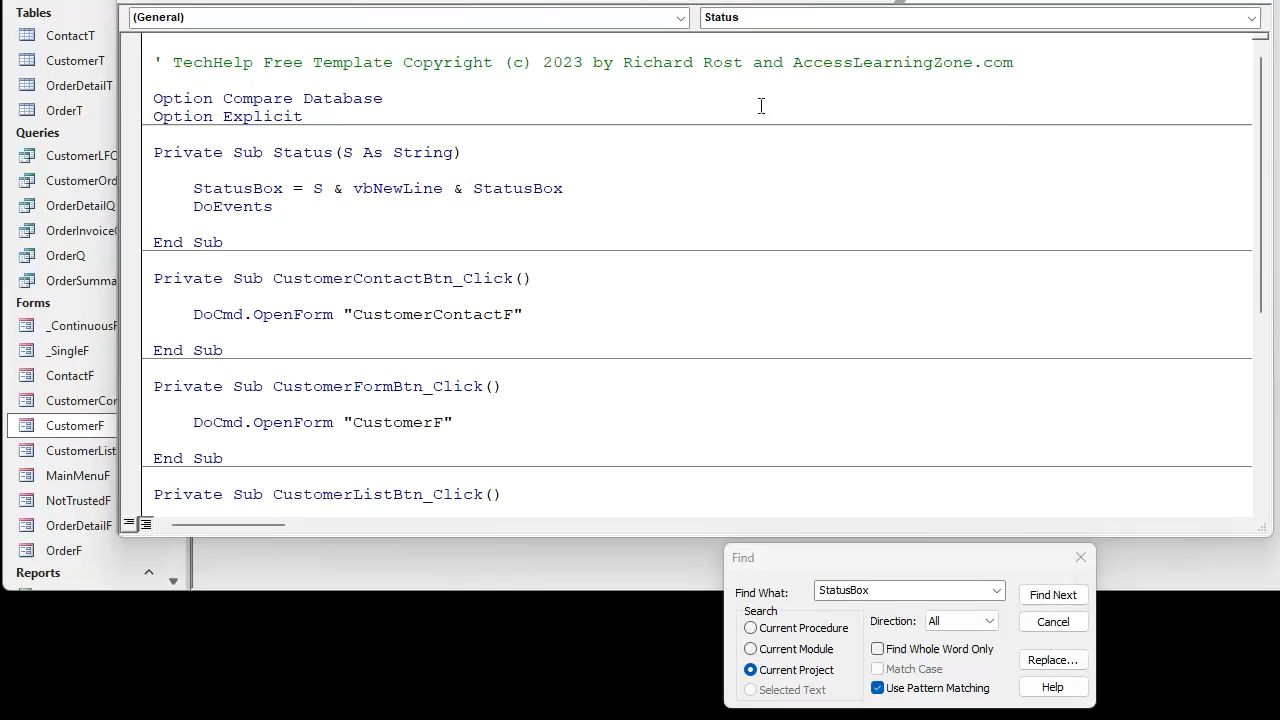 Tables
ContactT
CustomerT
OrderDetailT
OrderT
Queries
CustomerLFC
CustomerOrd
OrderDetailQ
OrderInvoiceQ
OrderQ
OrderSumma
Forms
_ContinuousF
_SingleF
ContactF
CustomerCon
CustomerF
CustomerList
MainMenuF
NotTrustedF
OrderDetailF
OrderF
Reports
(General)
Status
' TechHelp Free Template Copyright (c) 2023 by Richard Rost and AccessLearningZone.com
Option Compare Database
Option Explicit
Private Sub Status(S As String)
StatusBox = S & vbNewLine & StatusBox
DoEvents
End Sub
Private Sub CustomerContactBtn_Click()
DoCmd.OpenForm "CustomerContactF"
End Sub
Private Sub CustomerFormBtn_Click()
DoCmd.OpenForm "CustomerF"
End Sub
Private Sub CustomerListBtn_Click()
Find
Find What:
StatusBox
Find Next
Search
Current Procedure
Direction:
All
Cancel
Current Module
Find Whole Word Only
Current Project
Match Case
Replace...
Selected Text
Use Pattern Matching
Help